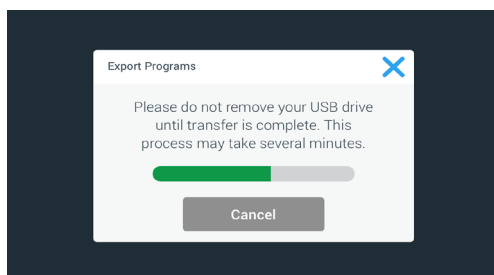 Export Programs
Please do not remove your USB drive
until transfer is complete. This
process may take several minutes.
Cancel